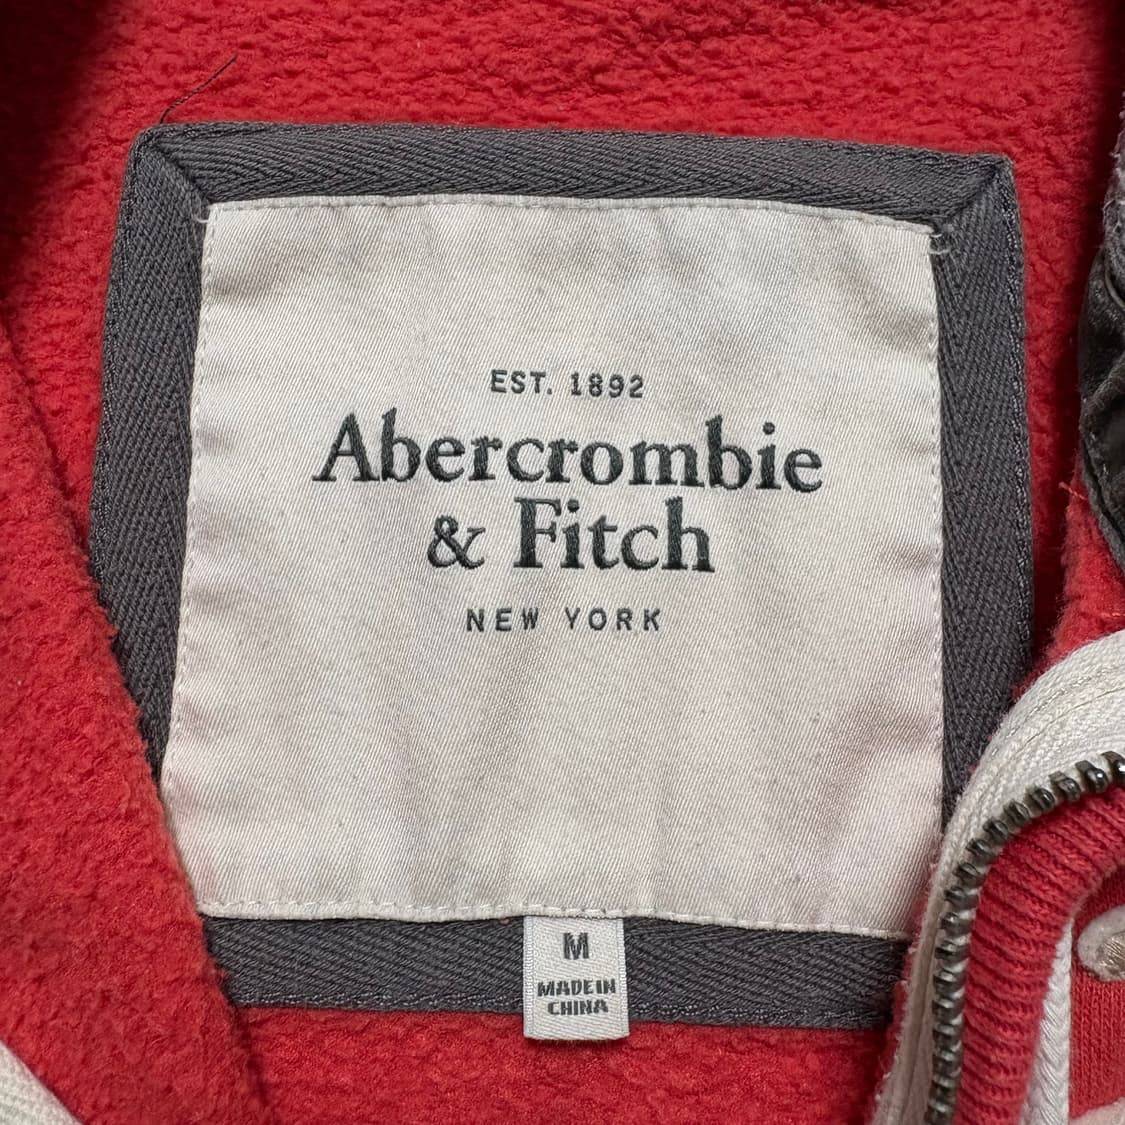 EST. 1892
Abercrombie
& Fitch
NEW YORK
M
MADE IN
CHINA